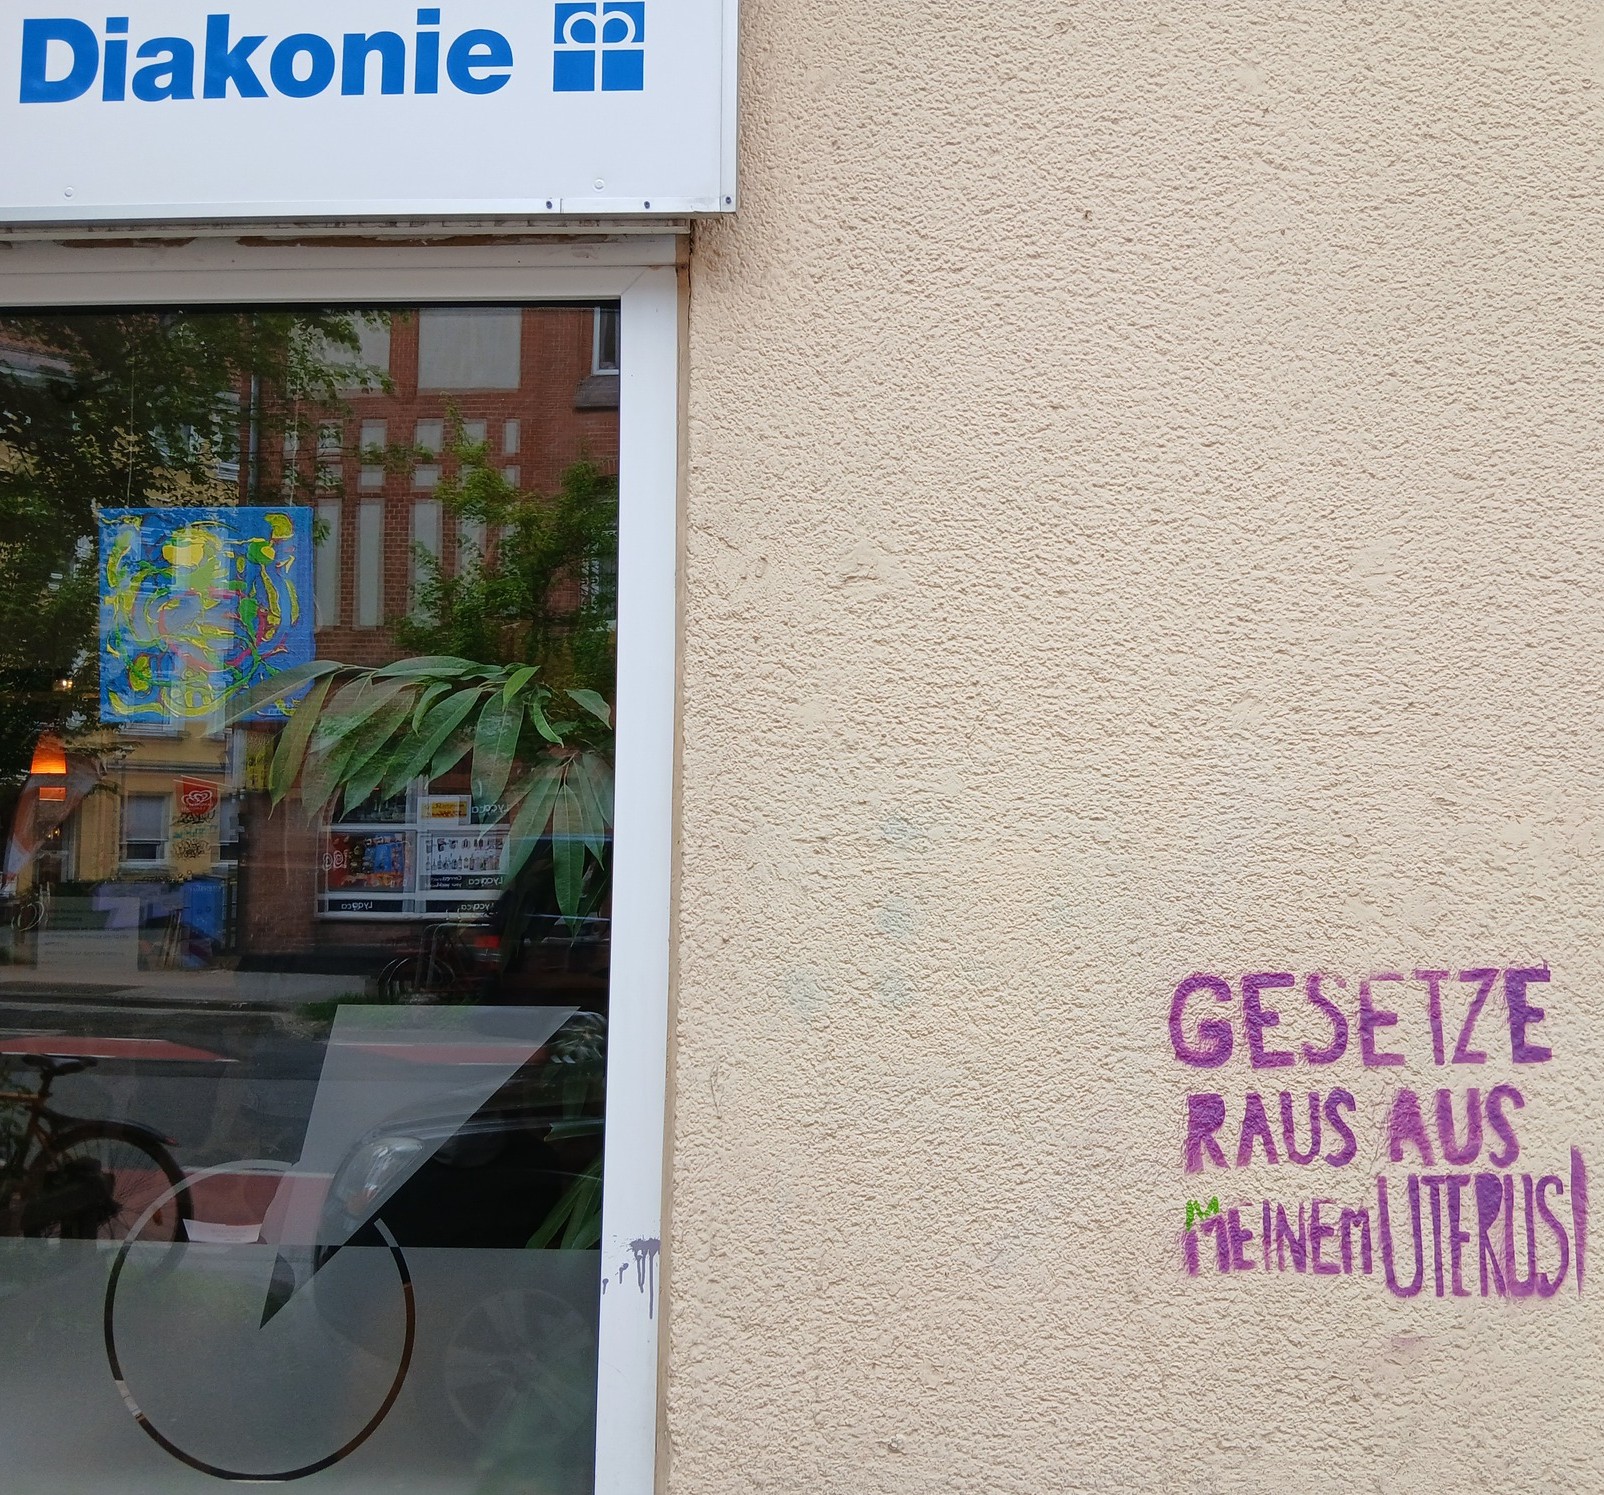 Diakonie
GESETZE
RAUS AUS
MEINEM UTERUS!